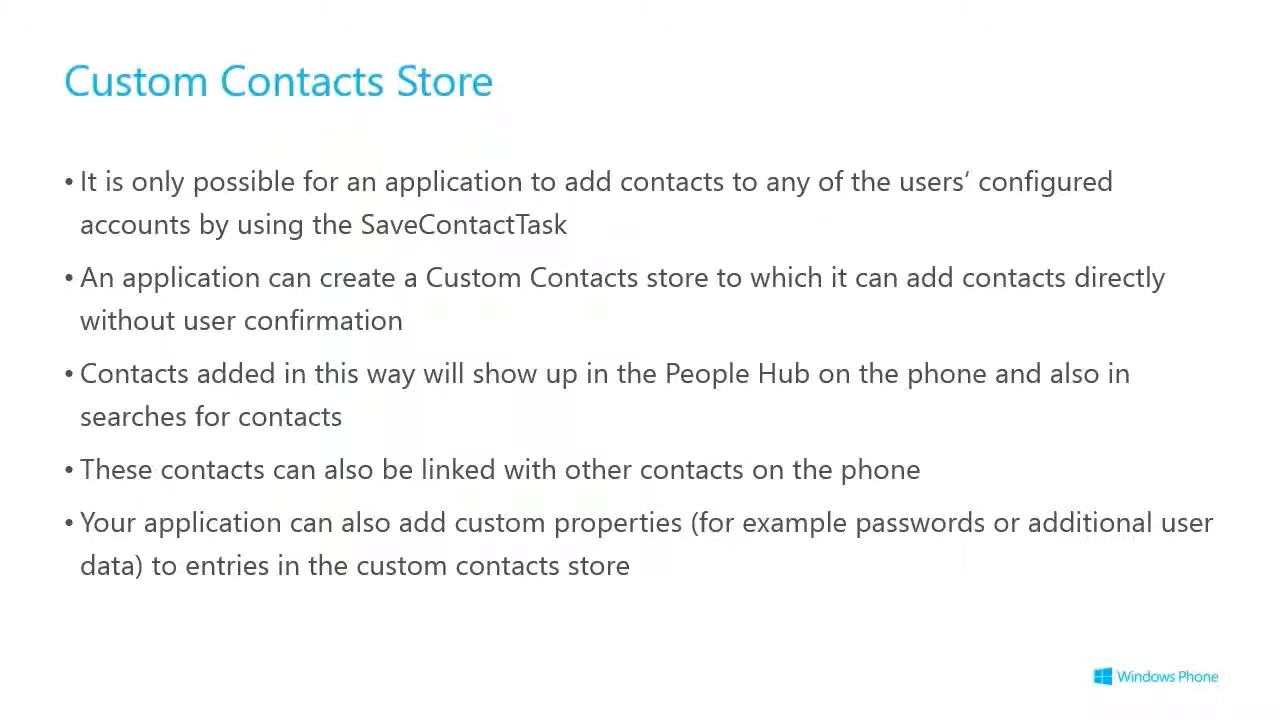 Custom Contacts Store
• It is only possible for an application to add contacts to any of the users’ configured
accounts by using the SaveContactTask
• An application can create a Custom Contacts store to which it can add contacts directly
without user confirmation
• Contacts added in this way will show up in the People Hub on the phone and also in
searches for contacts
• These contacts can also be linked with other contacts on the phone
• Your application can also add custom properties (for example passwords or additional user
data) to entries in the custom contacts store
Windows Phone